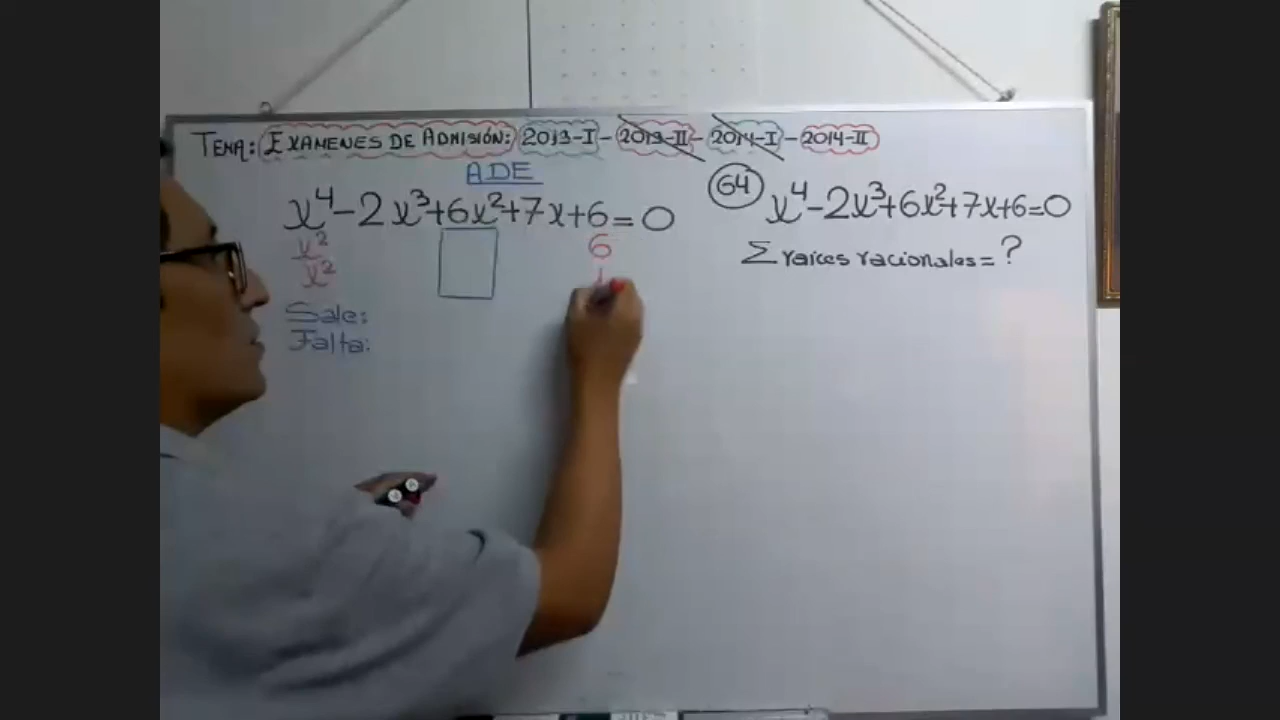 TEMA: EXAMENES DE ADMISIÓN: 2013-I - 2013-II - 2014-I - 2014-II
ADE
x⁴-2x³+6x²+7x+6=0
x² 6
x² 1
Sale:
Falta:
64 x⁴-2x³+6x²+7x+6=0
Σ raíces racionales = ?